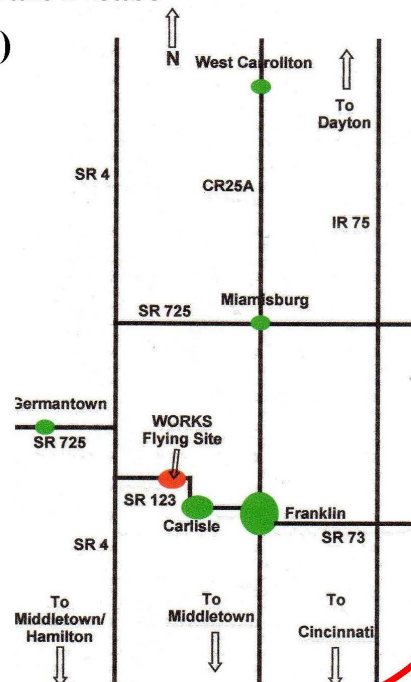 )
N
West Carrollton
To
Dayton
SR 4
CR25A
IR 75
SR 725
Miamisburg
Germantown
SR 725
WORKS
Flying Site
SR 123
Carlisle
Franklin
SR 73
SR 4
To
Middletown/
Hamilton
To
Middletown
To
Cincinnati